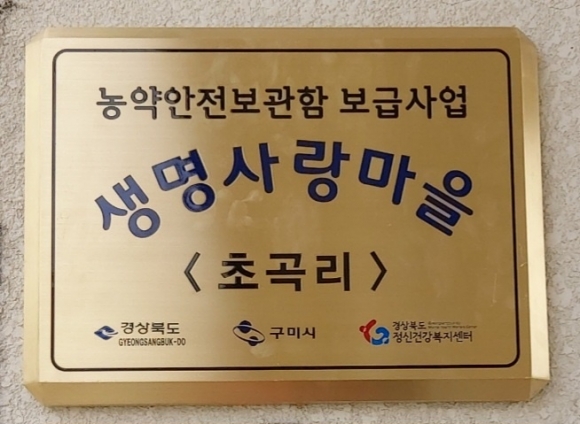 농약안전보관함 보급사업
생명사랑마을
< 초곡리 >
경상북도
GYEONGSANGBUK-DO
구미시
경상북도
정신건강복지센터